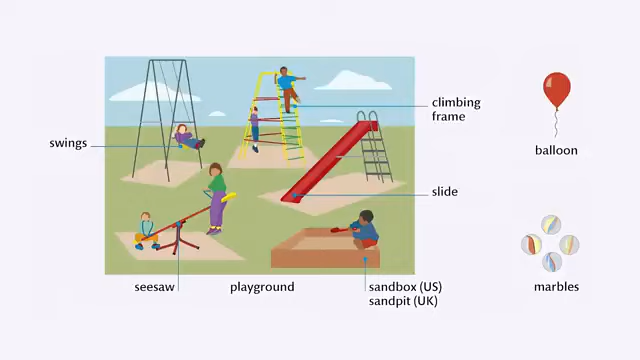 climbing
frame
swings
balloon
slide
seesaw
playground
sandbox (US)
sandpit (UK)
marbles